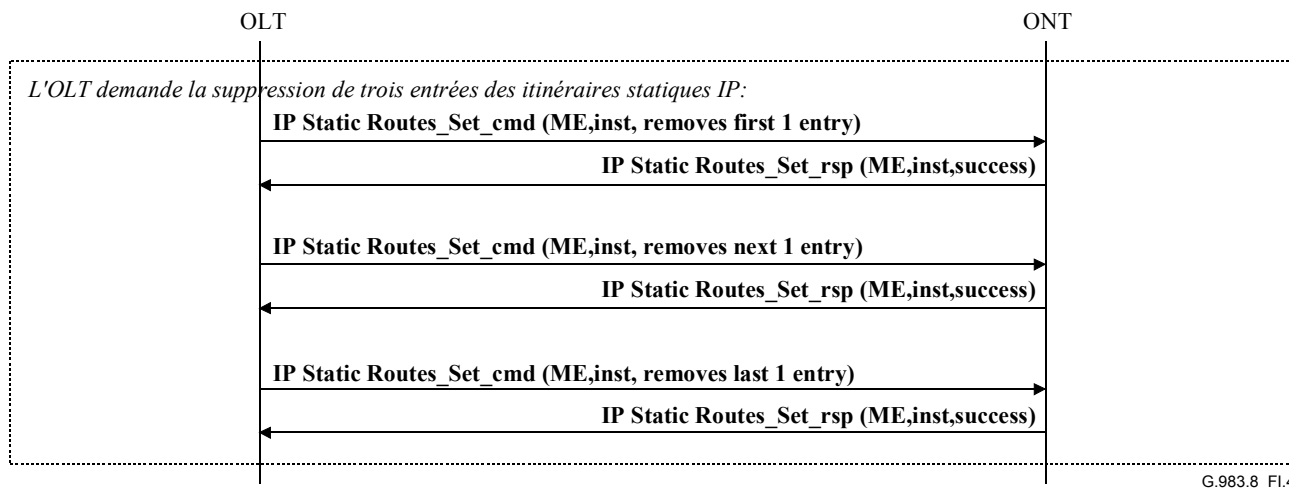 OLT ONT
L'OLT demande la suppression de trois entrées des itinéraires statiques IP:
IP Static Routes_Set_cmd (ME,inst, removes first 1 entry)
IP Static Routes_Set_rsp (ME,inst,success)
IP Static Routes_Set_cmd (ME,inst, removes next 1 entry)
IP Static Routes_Set_rsp (ME,inst,success)
IP Static Routes_Set_cmd (ME,inst, removes last 1 entry)
IP Static Routes_Set_rsp (ME,inst,success)
G.983.8_FI.4